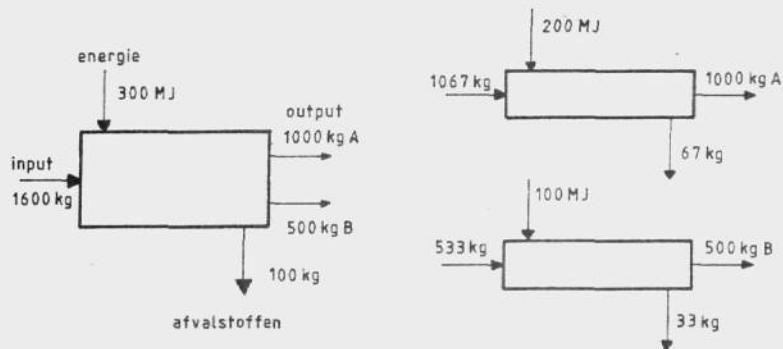 energie
300 MJ
output
1000 kg A
input
1600 kg
500 kg B
100 kg
afvalstoffen
200 MJ
1067 kg
1000 kg A
67 kg
100 MJ
533 kg
500 kg B
33 kg